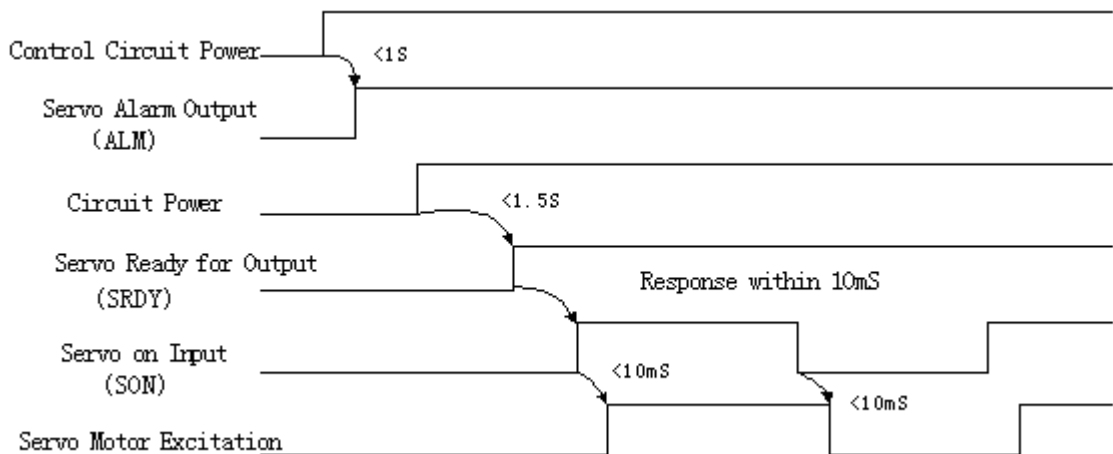 Control Circuit Power
<1S
Servo Alarm Output
(ALM)
Circuit Power
<1.5S
Servo Ready for Output
(SRDY)
Response within 10mS
Servo on Input
(SON)
<10mS
<10mS
Servo Motor Excitation